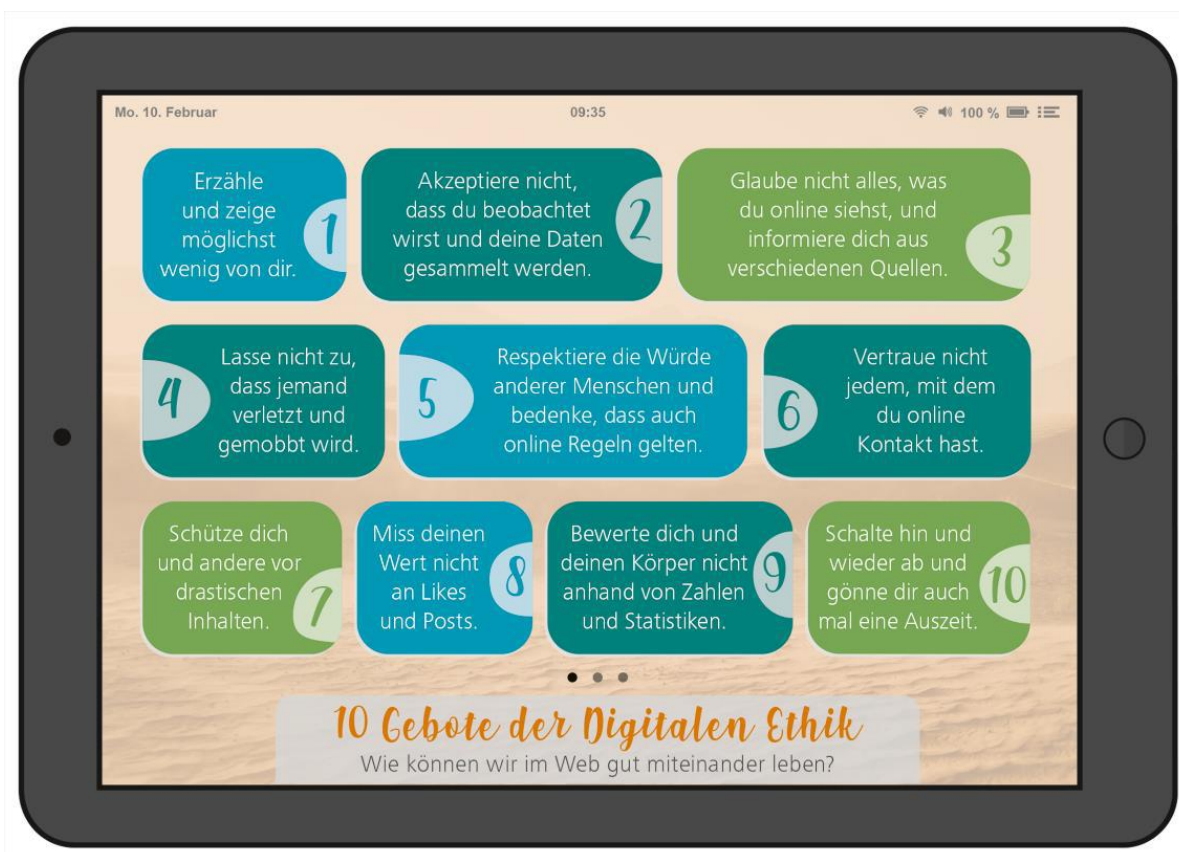 Mo. 10. Februar
09:35
100 %
Erzähle
und zeige
möglichst
wenig von dir.
1
Akzeptiere nicht,
dass du beobachtet
wirst und deine Daten
gesammelt werden.
2
Glaube nicht alles, was
du online siehst, und
informiere dich aus
verschiedenen Quellen.
3
4
Lasse nicht zu,
dass jemand
verletzt und
gemobbt wird.
5
Respektiere die Würde
anderer Menschen und
bedenke, dass auch
online Regeln gelten.
6
Vertraue nicht
jedem, mit dem
du online
Kontakt hast.
Schütze dich
und andere vor
drastischen
Inhalten.
7
Miss deinen
Wert nicht
an Likes
und Posts.
8
Bewerte dich und
deinen Körper nicht
anhand von Zahlen
und Statistiken.
9
Schalte hin und
wieder ab und
gönne dir auch
mal eine Auszeit.
10
10 Gebote der Digitalen Ethik
Wie können wir im Web gut miteinander leben?